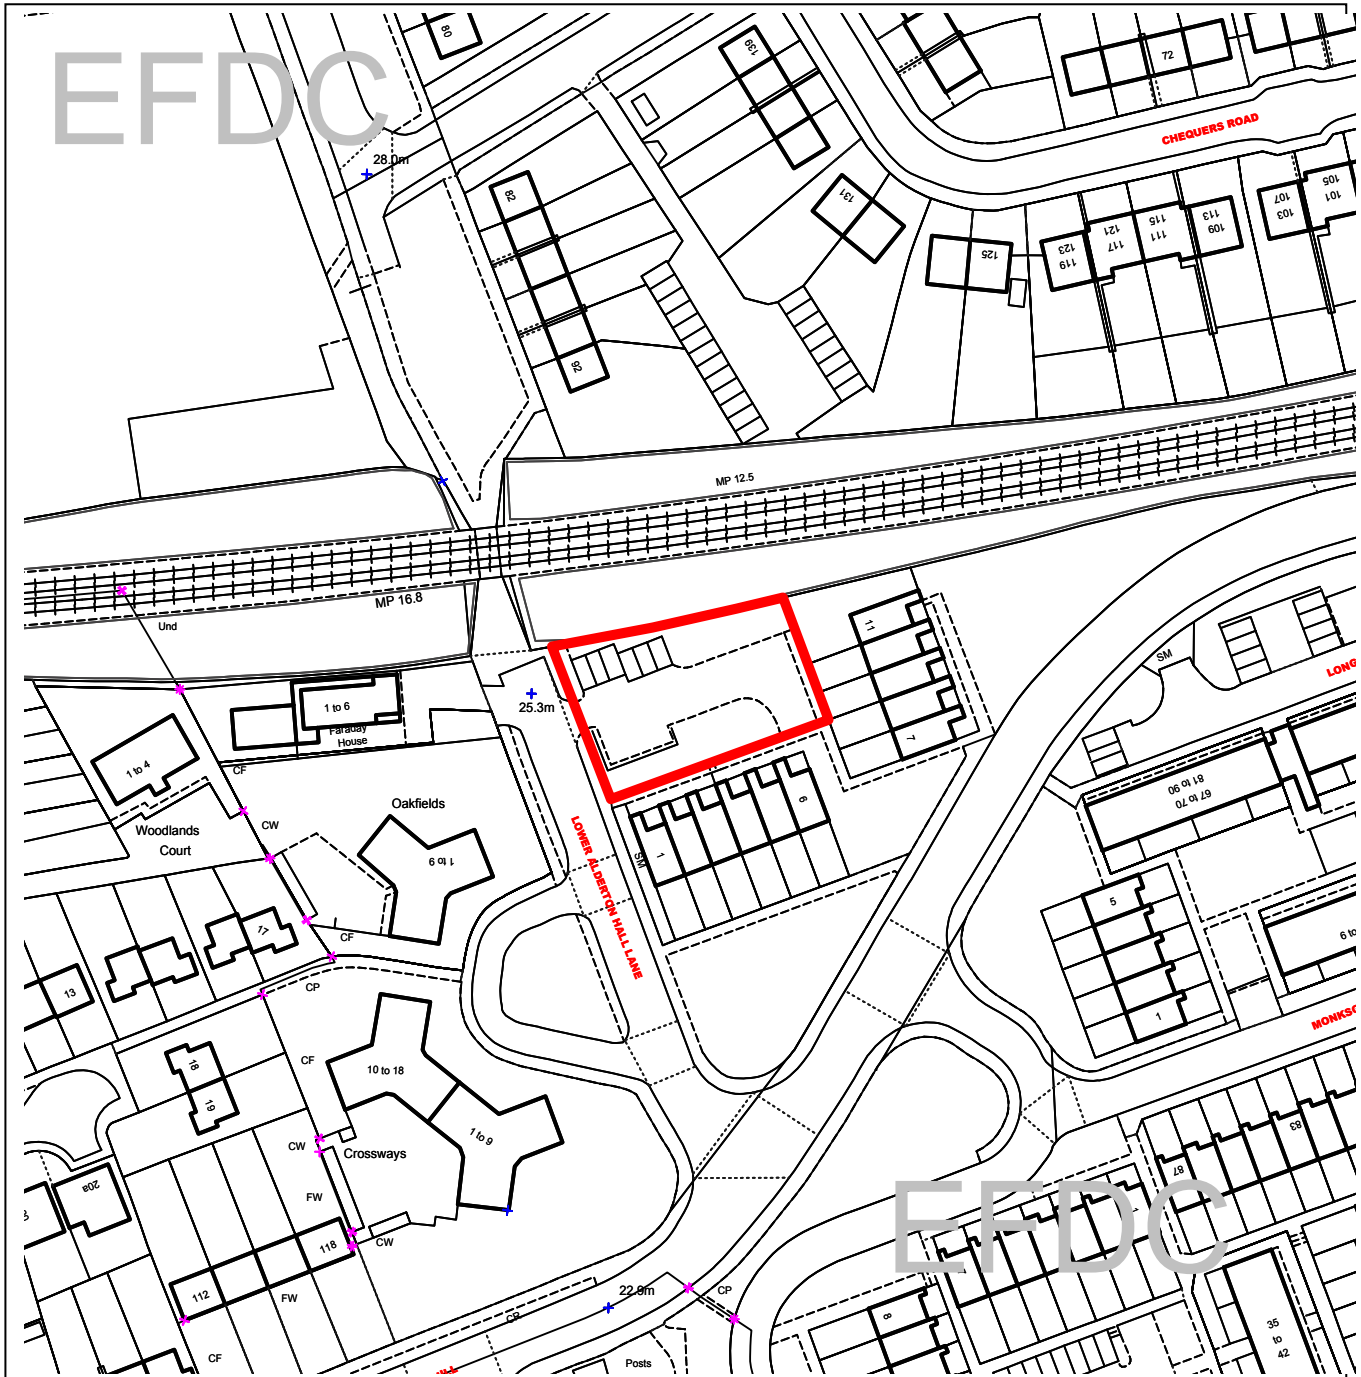 EFDC
80
139
72
CHEQUERS ROAD
28.0m
82
131
125
123
119
121
117
115
111
113
109
107
103
105
101
92
MP 12.5
MP 16.8
Und
25.3m
1 to 6
Faraday
House
1 to 4
CF
CW
Woodlands
Court
Oakfields
1 to 9
11
7
SM
LONG
81 to 90
67 to 70
1
6
SM
LOWER ALDERTON HALL LANE
17
CF
13
CP
5
1
6 to
MONKSG
18
19
CF
10 to 18
1 to 9
CW
Crossways
FW
20a
118
CW
112
FW
CF
83
87
1
7
EFDC
22.9m
CP
CR
8
Posts
35
to
42